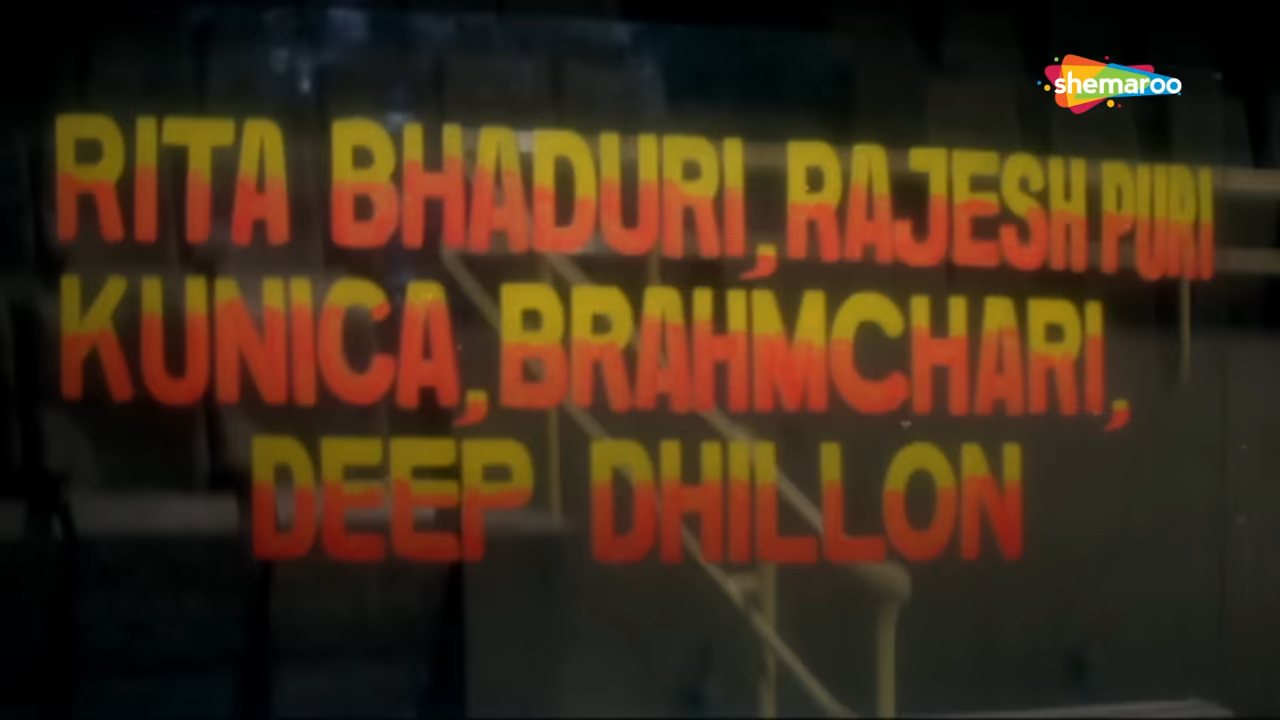 shemaroo
RITA BHADURI, RAJESH PURI
KUNICA, BRAHMCHARI,
DEEP DHILLON